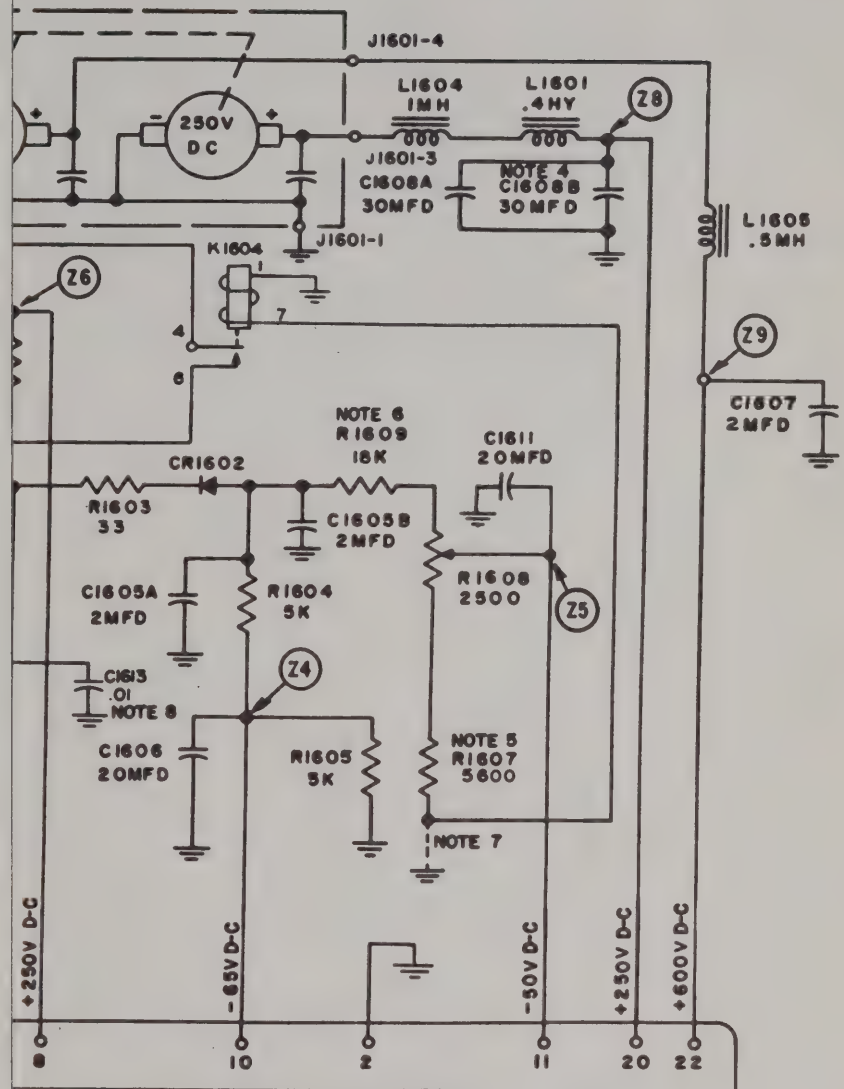 J1601-4
L1604
1MH
L1601
.4HY
Z8
+
-
250V
DC
+
J1601-3
C1608A
30MFD
NOTE 4
C1608B
30MFD
J1601-1
L1605
.5MH
K1604
1
7
Z6
4
6
Z9
C1607
2MFD
NOTE 6
R1609
18K
C1611
20MFD
CR1602
R1603
33
C1605B
2MFD
C1605A
2MFD
R1604
5K
R1608
2500
Z5
C1613
.01
NOTE 8
Z4
C1606
20MFD
R1605
5K
NOTE 5
R1607
5600
NOTE 7
+250V D-C
-65V D-C
-50V D-C
+250V D-C
+600V D-C
8
10
2
11
20
22